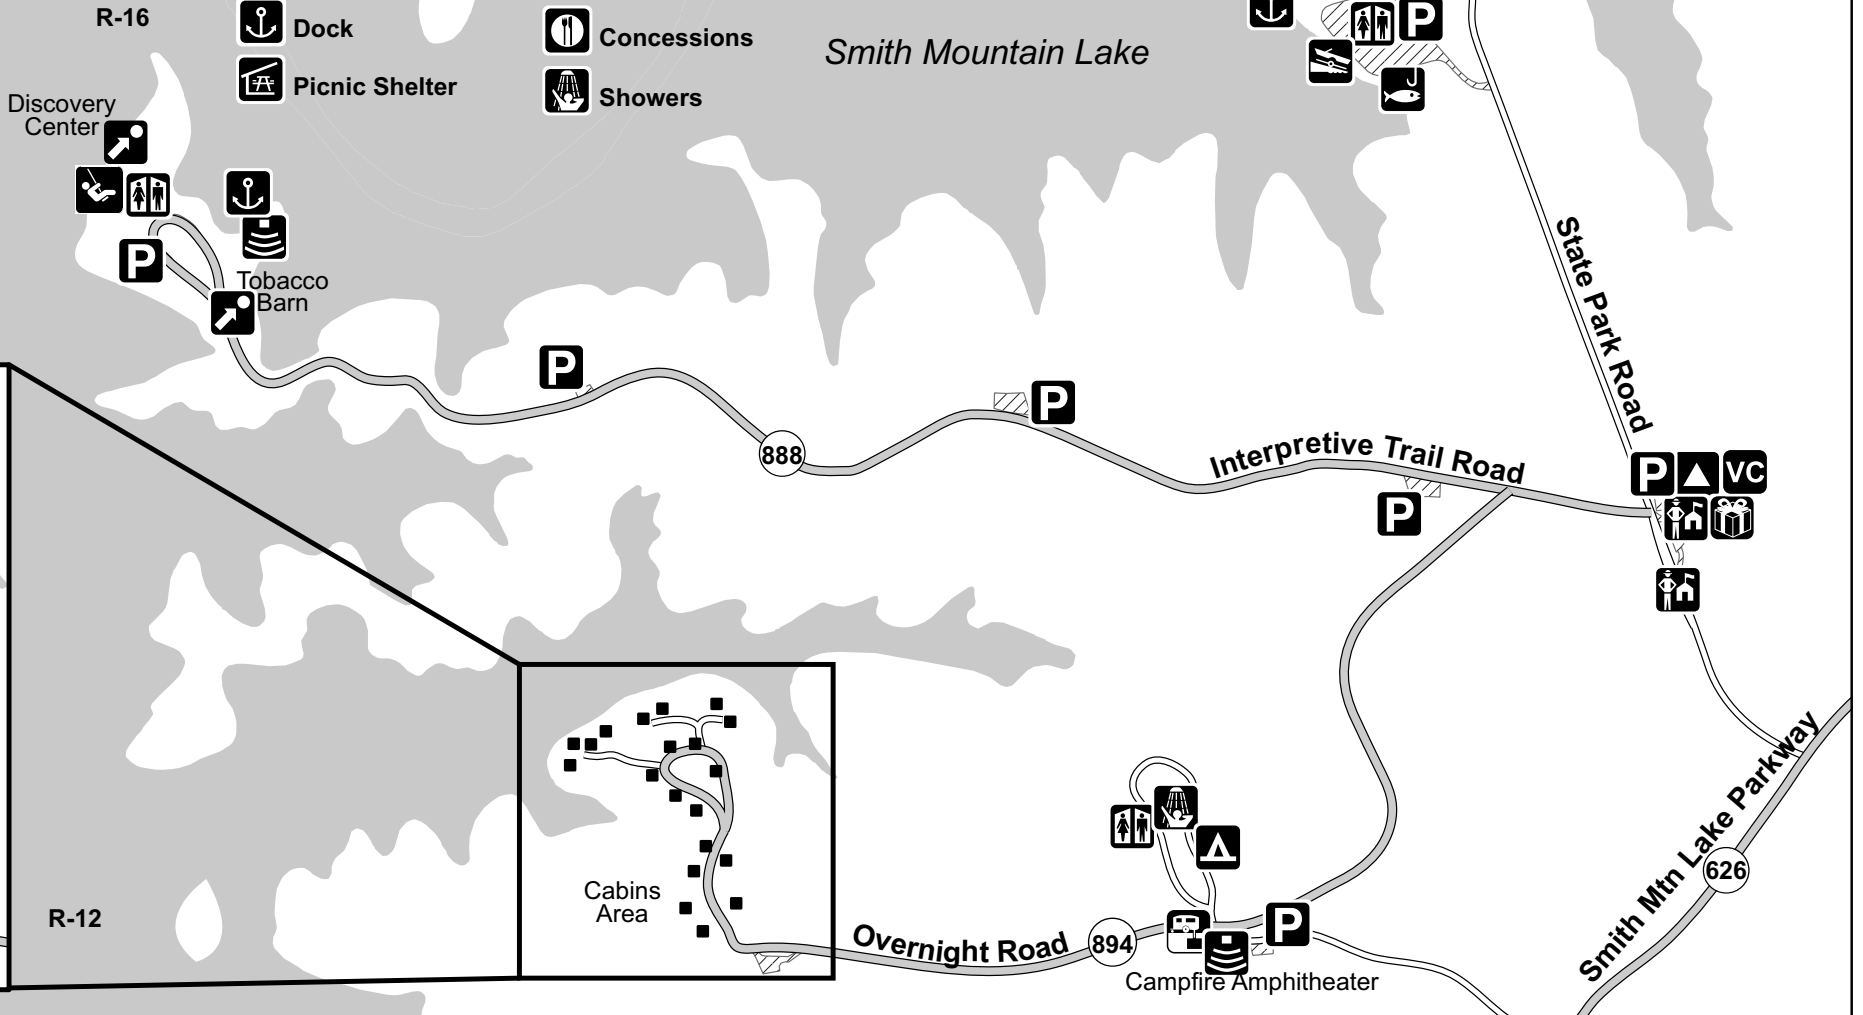 R-16
Dock
Concessions
Smith Mountain Lake
P
Picnic Shelter
Showers
Discovery
Center
P
Tobacco
Barn
State Park Road
P
P
888
Interpretive Trail Road
P
VC
P
Cabins
Area
R-12
Overnight Road
894
P
Campfire Amphitheater
Smith Mtn Lake Parkway
626